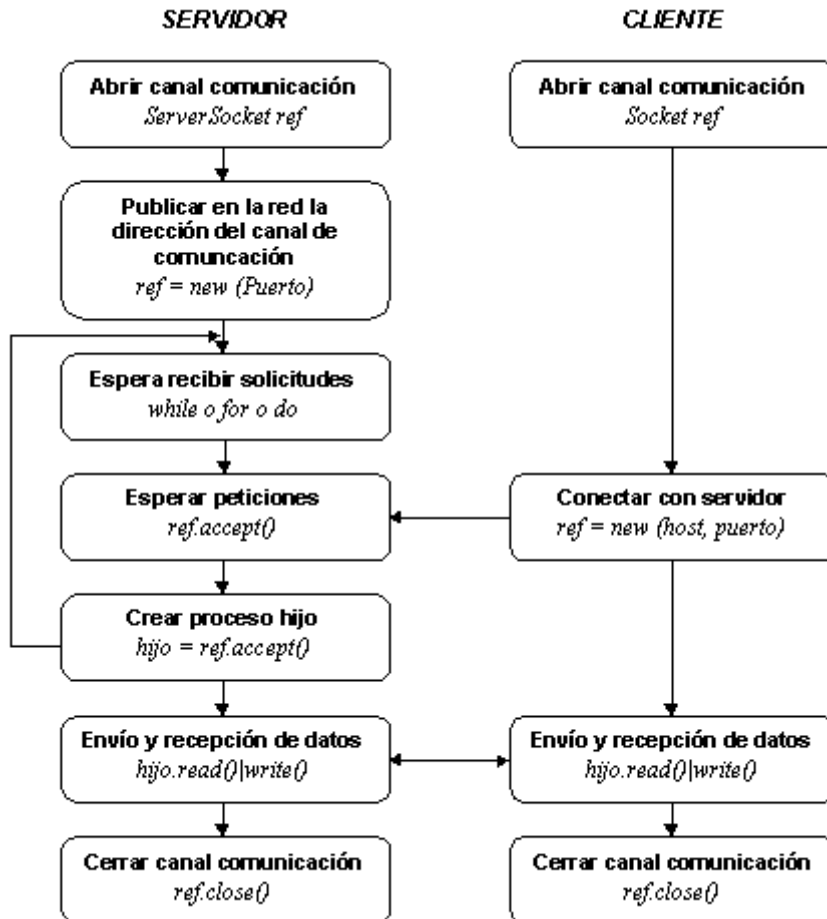 SERVIDOR
Abrir canal comunicación
ServerSocket ref
Publicar en la red la
dirección del canal de
comuncación
ref = new (Puerto)
Espera recibir solicitudes
while o for o do
Esperar peticiones
ref.accept()
Crear proceso hijo
hijo = ref.accept()
Envío y recepción de datos
hijo.read()|write()
Cerrar canal comunicación
ref.close()
CLIENTE
Abrir canal comunicación
Socket ref
Conectar con servidor
ref = new (host, puerto)
Envío y recepción de datos
hijo.read()|write()
Cerrar canal comunicación
ref.close()